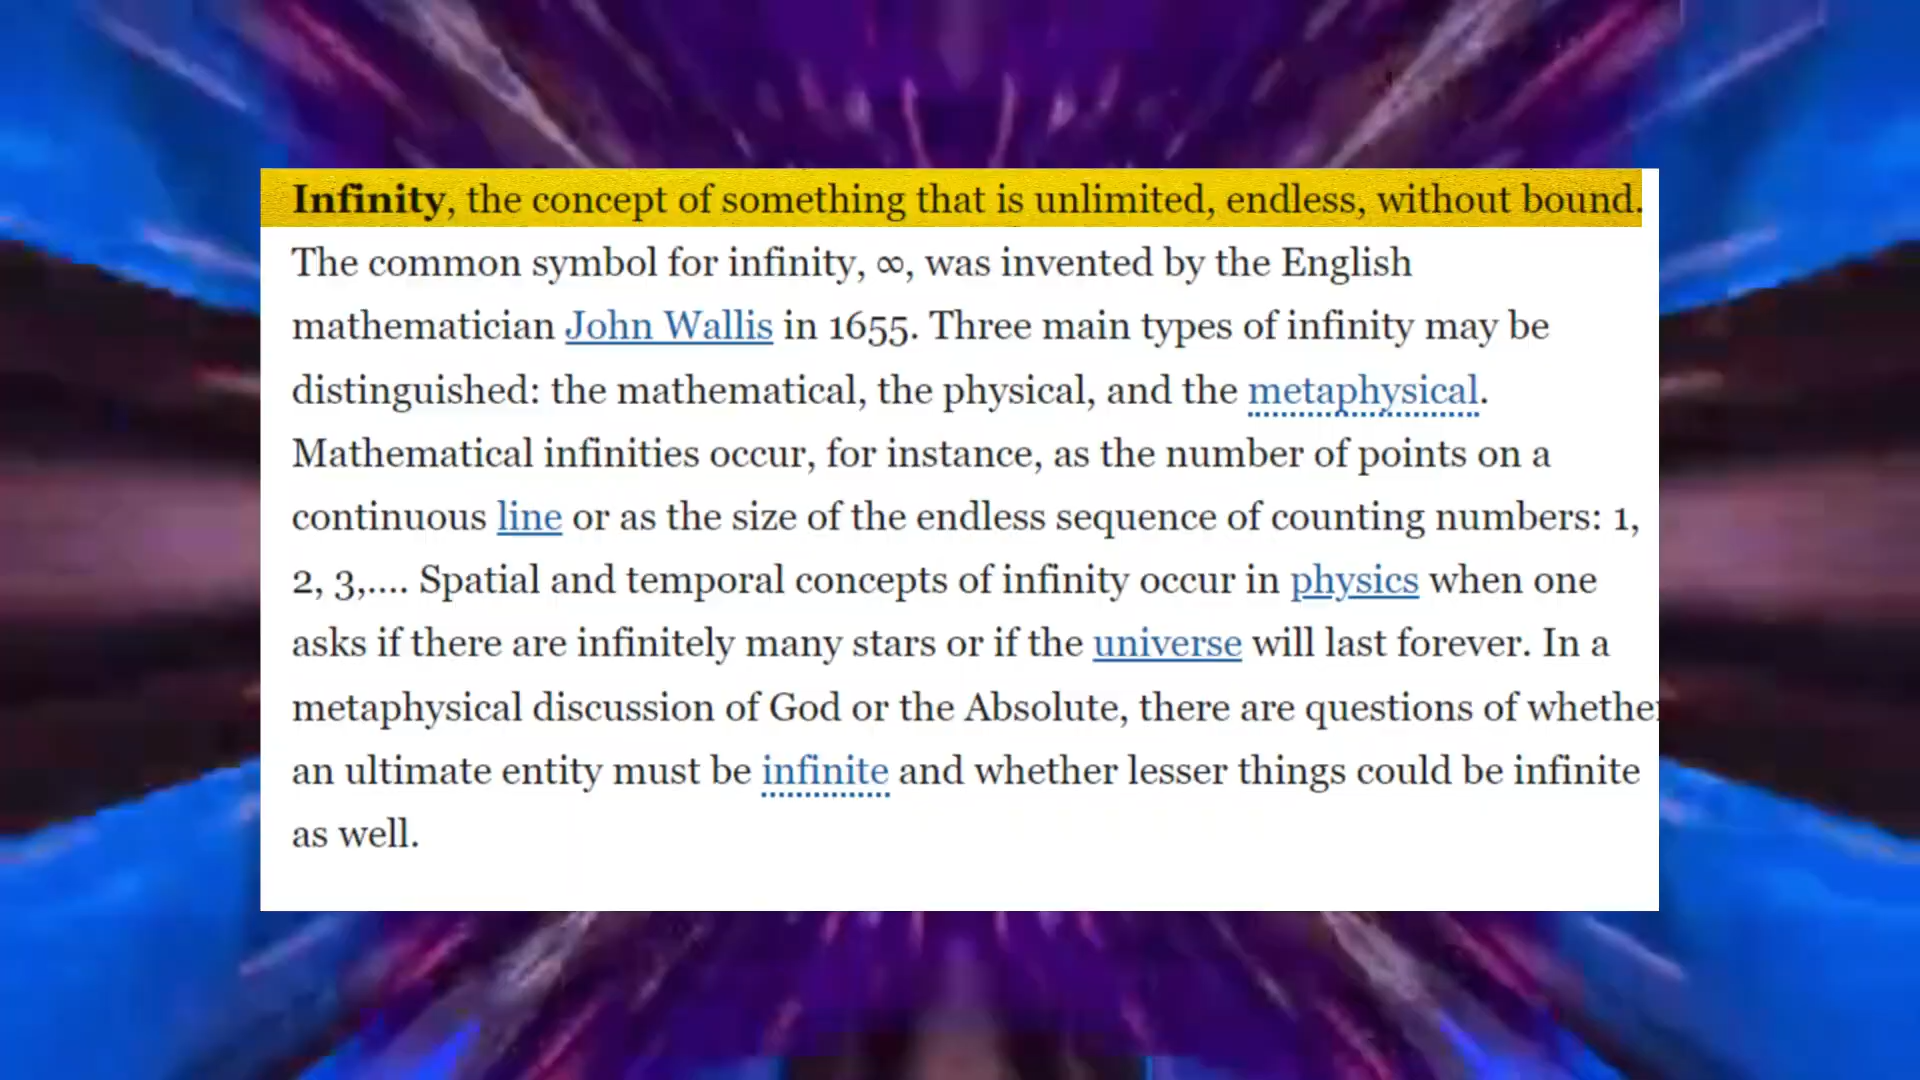 Infinity, the concept of something that is unlimited, endless, without bound.
The common symbol for infinity, ∞, was invented by the English
mathematician John Wallis in 1655. Three main types of infinity may be
distinguished: the mathematical, the physical, and the metaphysical.
Mathematical infinities occur, for instance, as the number of points on a
continuous line or as the size of the endless sequence of counting numbers: 1,
2, 3,.... Spatial and temporal concepts of infinity occur in physics when one
asks if there are infinitely many stars or if the universe will last forever. In a
metaphysical discussion of God or the Absolute, there are questions of whether
an ultimate entity must be infinite and whether lesser things could be infinite
as well.